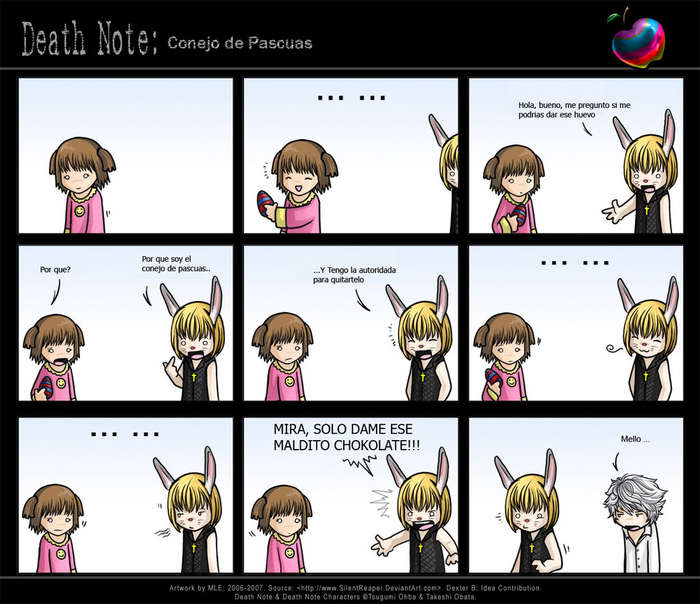 Death Note: Conejo de Pascuas
... ...
Hola, bueno, me pregunto si me
podrias dar ese huevo
Por que?
Por que soy el
conejo de pascuas..
...Y Tengo la autoridada
para quitartelo
... ...
... ...
MIRA, SOLO DAME ESE
MALDITO CHOKOLATE!!!
Mello ...
Artwork by MLE; 2006-2007. Source: <http://www.SilentReaper.DeviantArt.com>. Dexter B; Idea Contribution.
Death Note & Death Note Characters ©Tsugumi Ohba & Takeshi Obata.